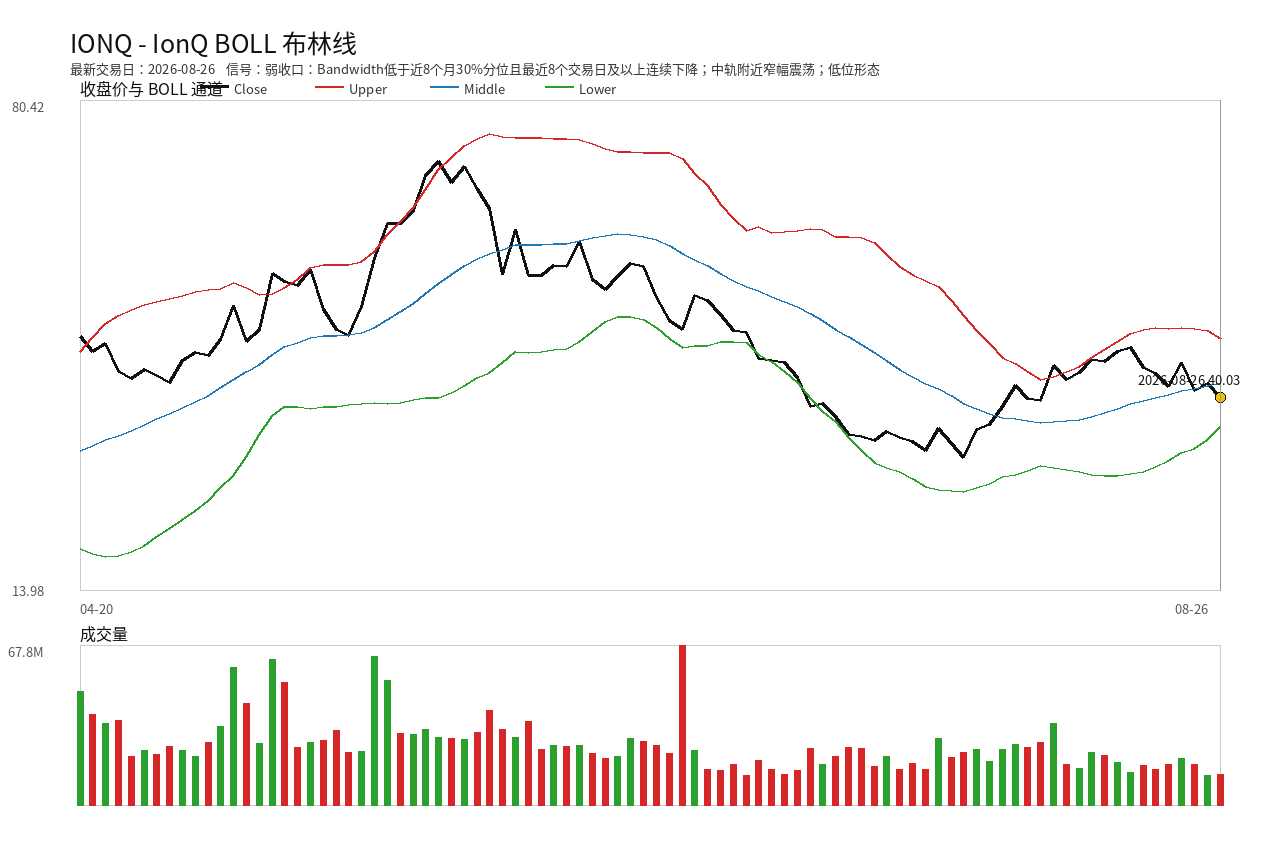 IONQ - IonQ BOLL 布林线
最新交易日：2026-08-26 信号：弱收口：Bandwidth低于近8个月30%分位且最近8个交易日及以上连续下降；中轨附近窄幅震荡；低位形态
收盘价与 BOLL 通道 Close Upper Middle Lower
80.42
2026-08-26 40.03
13.98
04-20 08-26
成交量
67.8M